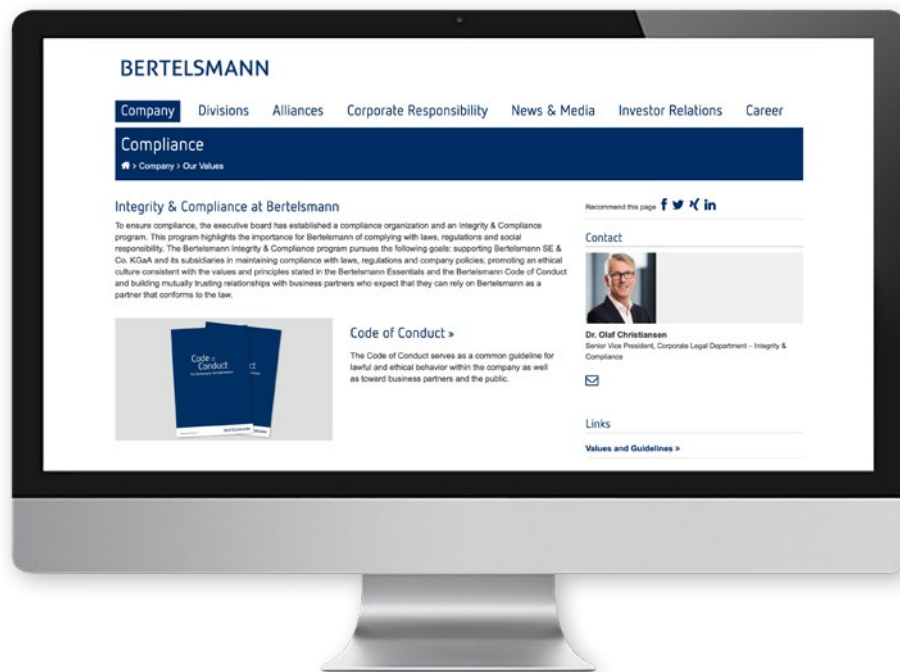 BERTELSMANN
Company Divisions Alliances Corporate Responsibility News & Media Investor Relations Career
Compliance
> Company > Our Values
Integrity & Compliance at Bertelsmann
To ensure compliance, the executive board has established a compliance organization and an Integrity & Compliance
program. This program highlights the importance for Bertelsmann of complying with laws, regulations and social
responsibility. The Bertelsmann Integrity & Compliance program pursues the following goals: supporting Bertelsmann SE &
Co. KGaA and its subsidiaries in maintaining compliance with laws, regulations and company policies; promoting an ethical
culture consistent with the values and principles stated in the Bertelsmann Essentials and the Bertelsmann Code of Conduct
and building mutually trusting relationships with business partners who expect that they can rely on Bertelsmann as a
partner that conforms to the law.
Code of
Conduct
BERTELSMANN
Code of Conduct »
The Code of Conduct serves as a common guideline for
lawful and ethical behavior within the company as well
as toward business partners and the public.
Recommend this page
Contact
Dr. Olaf Christiansen
Senior Vice President, Corporate Legal Department – Integrity &
Compliance
Links
Values and Guidelines »